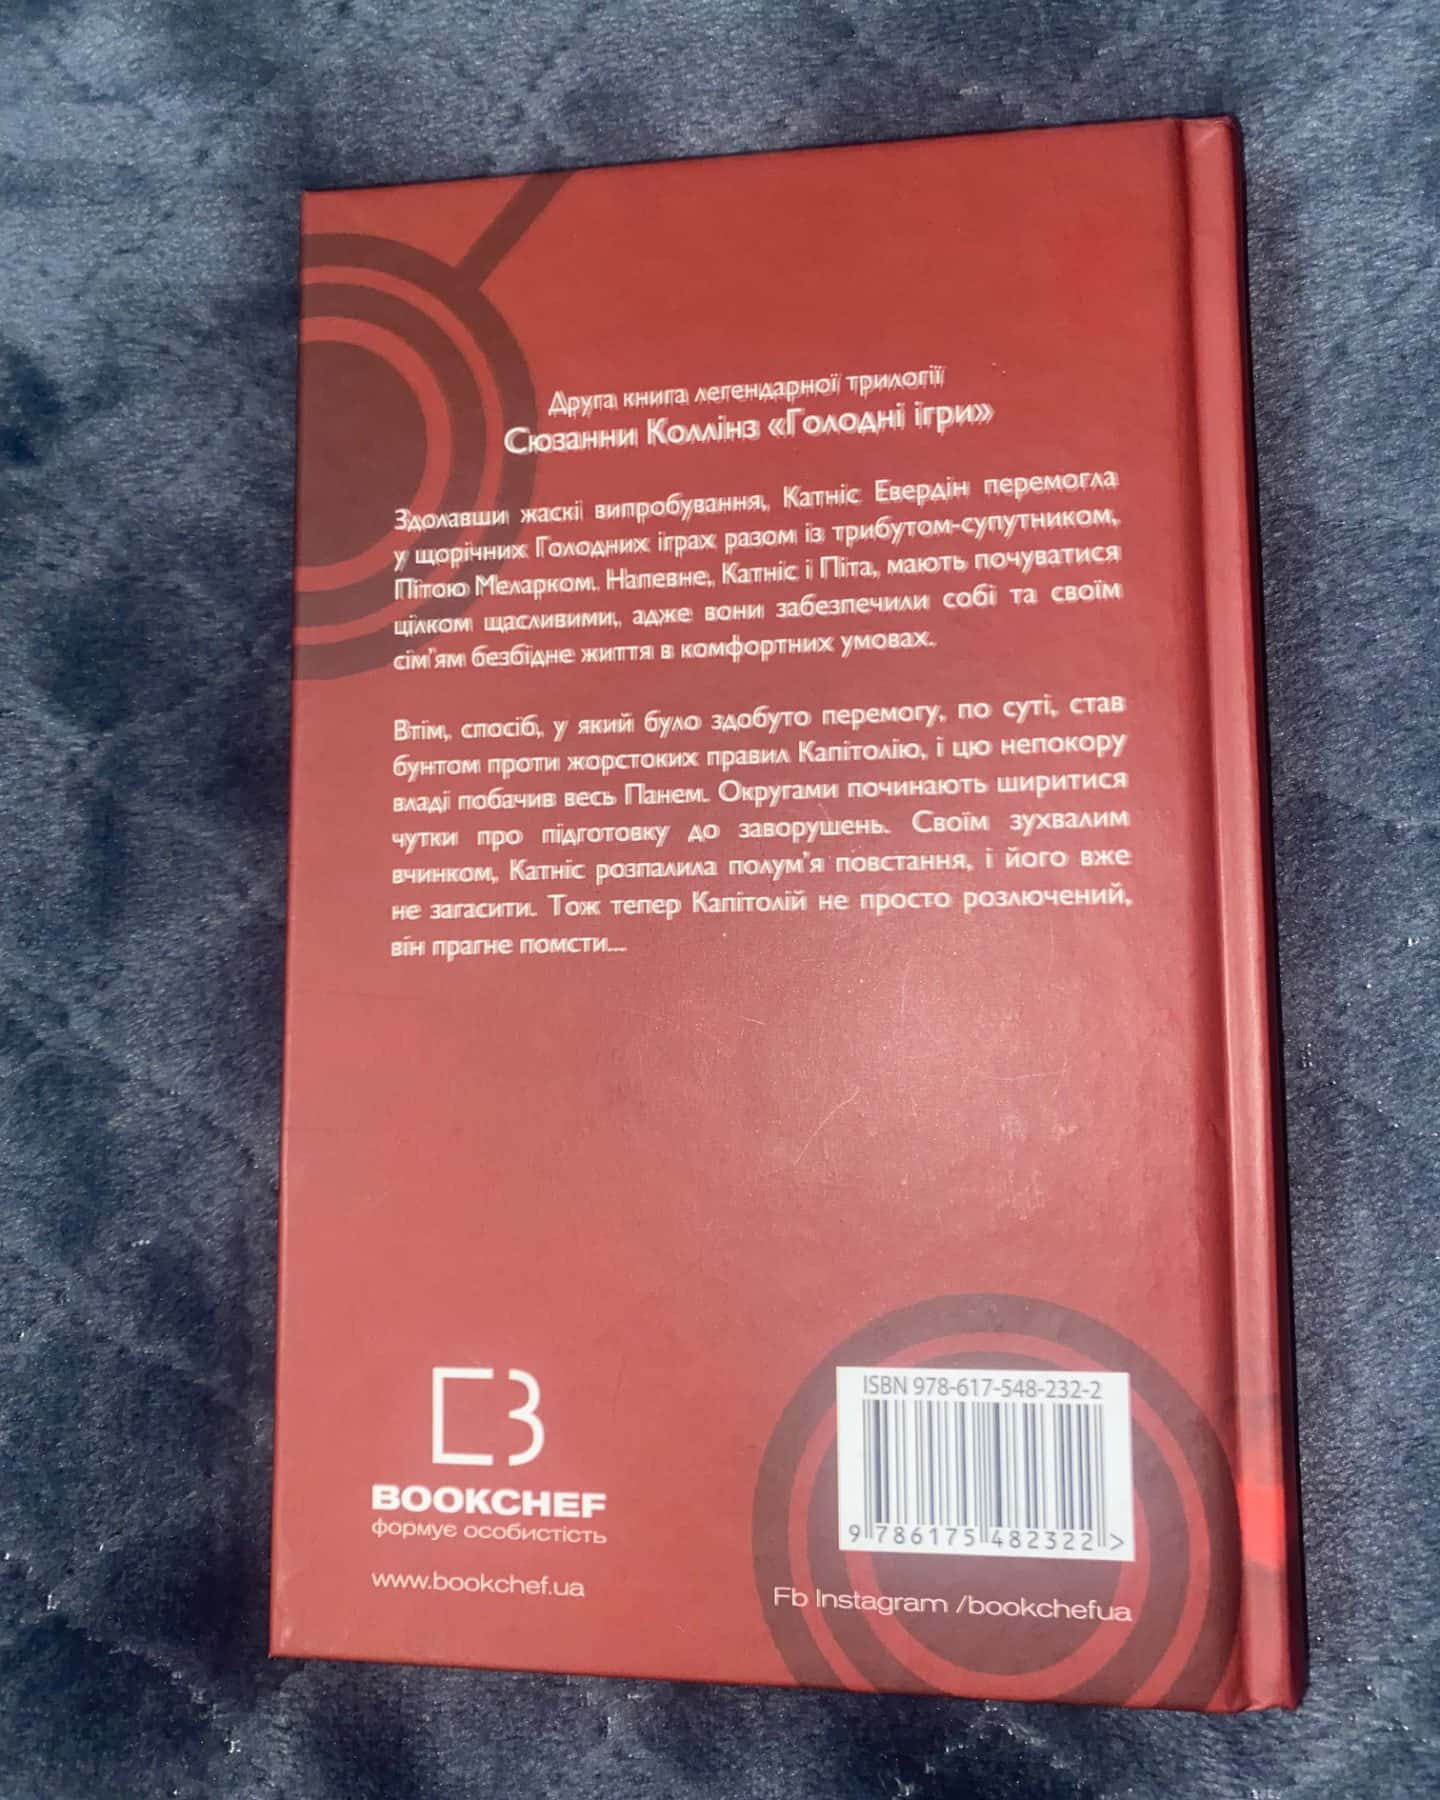 Друга книга легендарної трилогії
Сюзанни Коллінз «Голодні ігри»
Здолавши жаскі випробування, Катніс Евердін перемогла
у щорічних Голодних іграх разом із трибутом-супутником,
Пітою Меларком. Напевне, Катніс і Піта, мають почуватися
цілком щасливими, адже вони забезпечили собі та своїм
сім'ям безбідне життя в комфортних умовах.
Втім, спосіб, у який було здобуто перемогу, по суті, став
бунтом проти жорстоких правил Капітолію, і цю непокору
владі побачив весь Панем. Округами починають ширитися
чутки про підготовку до заворушень. Своїм зухвалим
вчинком, Катніс розпалила полум'я повстання, і його вже
не загасити. Тож тепер Капітолій не просто розлючений,
він прагне помсти...
BOOKCHEF
формує особистість
www.bookchef.ua
ISBN 978-617-548-232-2
9 786175 482322 >
Fb Instagram /bookchefua